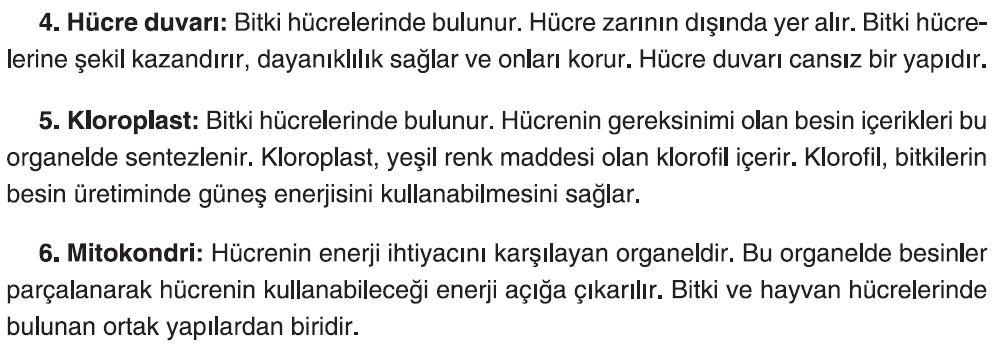 4. Hücre duvarı: Bitki hücrelerinde bulunur. Hücre zarının dışında yer alır. Bitki hücre-
lerine şekil kazandırır, dayanıklılık sağlar ve onları korur. Hücre duvarı cansız bir yapıdır.
5. Kloroplast: Bitki hücrelerinde bulunur. Hücrenin gereksinimi olan besin içerikleri bu
organelde sentezlenir. Kloroplast, yeşil renk maddesi olan klorofil içerir. Klorofil, bitkilerin
besin üretiminde güneş enerjisini kullanabilmesini sağlar.
6. Mitokondri: Hücrenin enerji ihtiyacını karşılayan organeldir. Bu organelde besinler
parçalanarak hücrenin kullanabileceği enerji açığa çıkarılır. Bitki ve hayvan hücrelerinde
bulunan ortak yapılardan biridir.